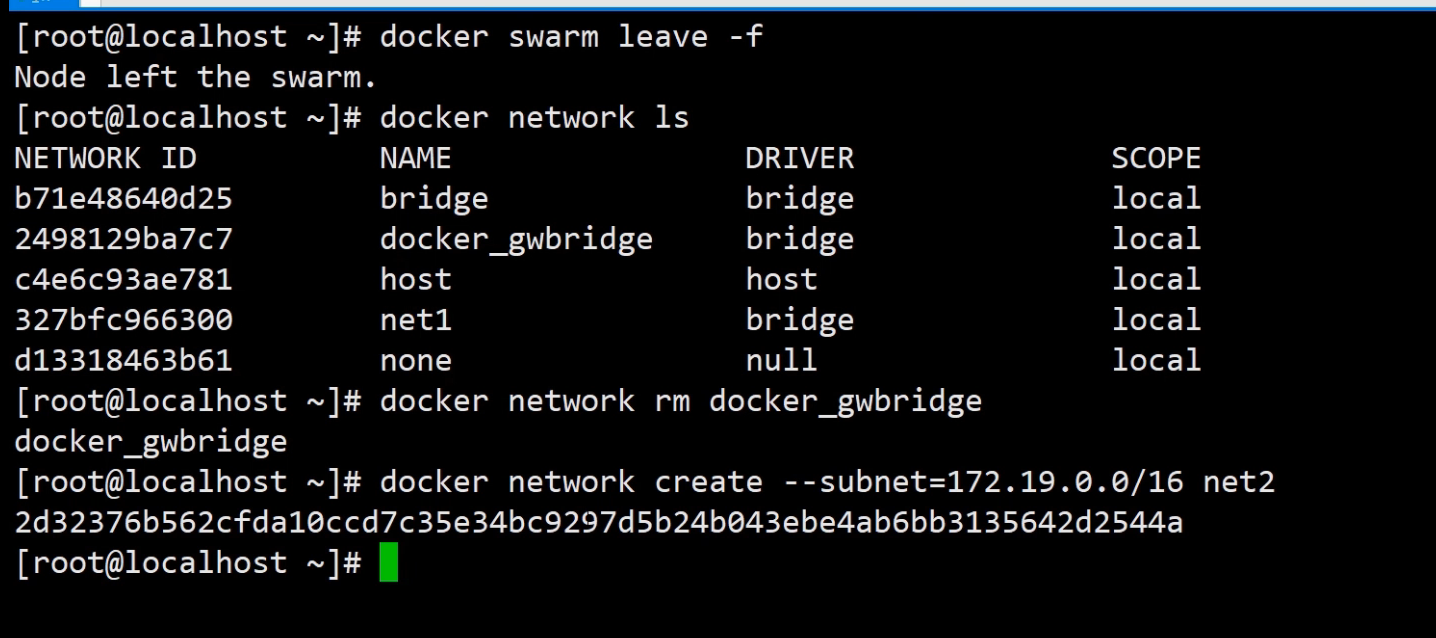 [root@localhost ~]# docker swarm leave -f
Node left the swarm.
[root@localhost ~]# docker network ls
NETWORK ID NAME DRIVER SCOPE
b71e48640d25 bridge bridge local
2498129ba7c7 docker_gwbridge bridge local
c4e6c93ae781 host host local
327bfc966300 net1 bridge local
d13318463b61 none null local
[root@localhost ~]# docker network rm docker_gwbridge
docker_gwbridge
[root@localhost ~]# docker network create --subnet=172.19.0.0/16 net2
2d32376b562cfda10ccd7c35e34bc9297d5b24b043ebe4ab6bb3135642d2544a
[root@localhost ~]#